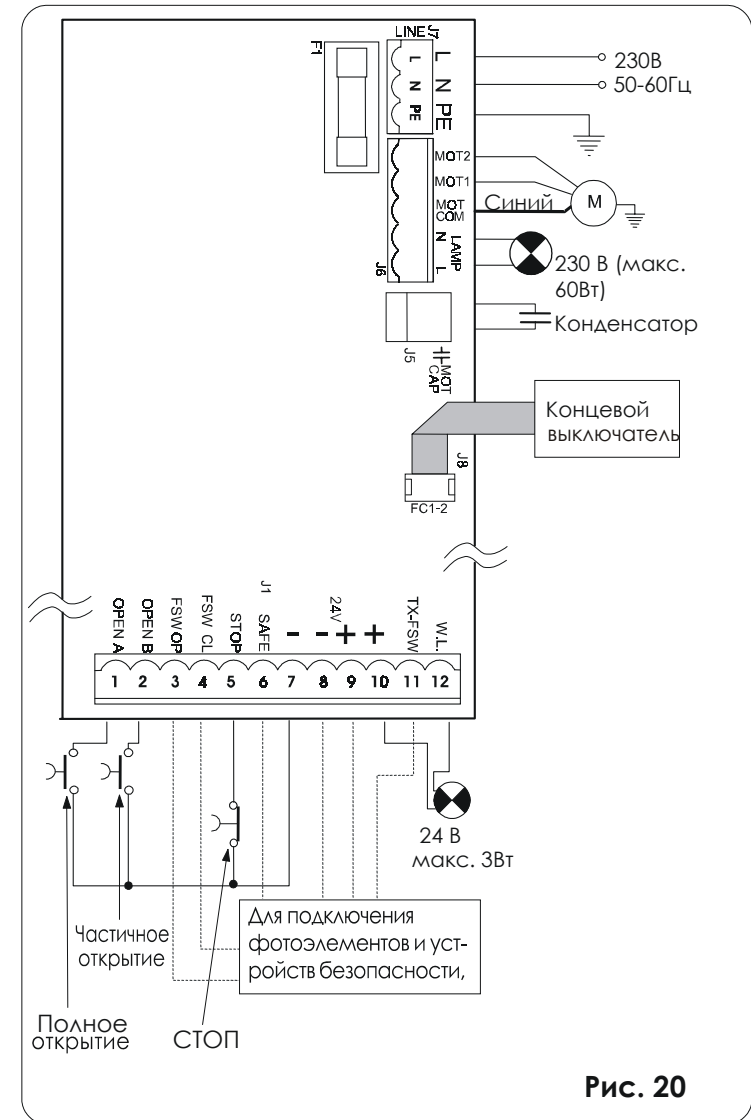 F1
LINE
J7
L
N
PE
L
N
PE
230В
50-60Гц
MOT2
MOT1
MOT
COM
Синий
M
N
L
LAMP
J6
230 В (макс.
60Вт)
Конденсатор
J5
MOT
CAP
Концевой
выключатель
J8
FC1-2
J1
24V
OPEN A
OPEN B
FSW OP
FSW CL
STOP
SAFE
- - + +
TX-FSW
W.L.
1 2 3 4 5 6 7 8 9 10 11 12
24 В
макс. 3Вт
Для подключения
фотоэлементов и уст-
ройств безопасности,
Частичное
открытие
Полное
открытие
СТОП
Рис. 20